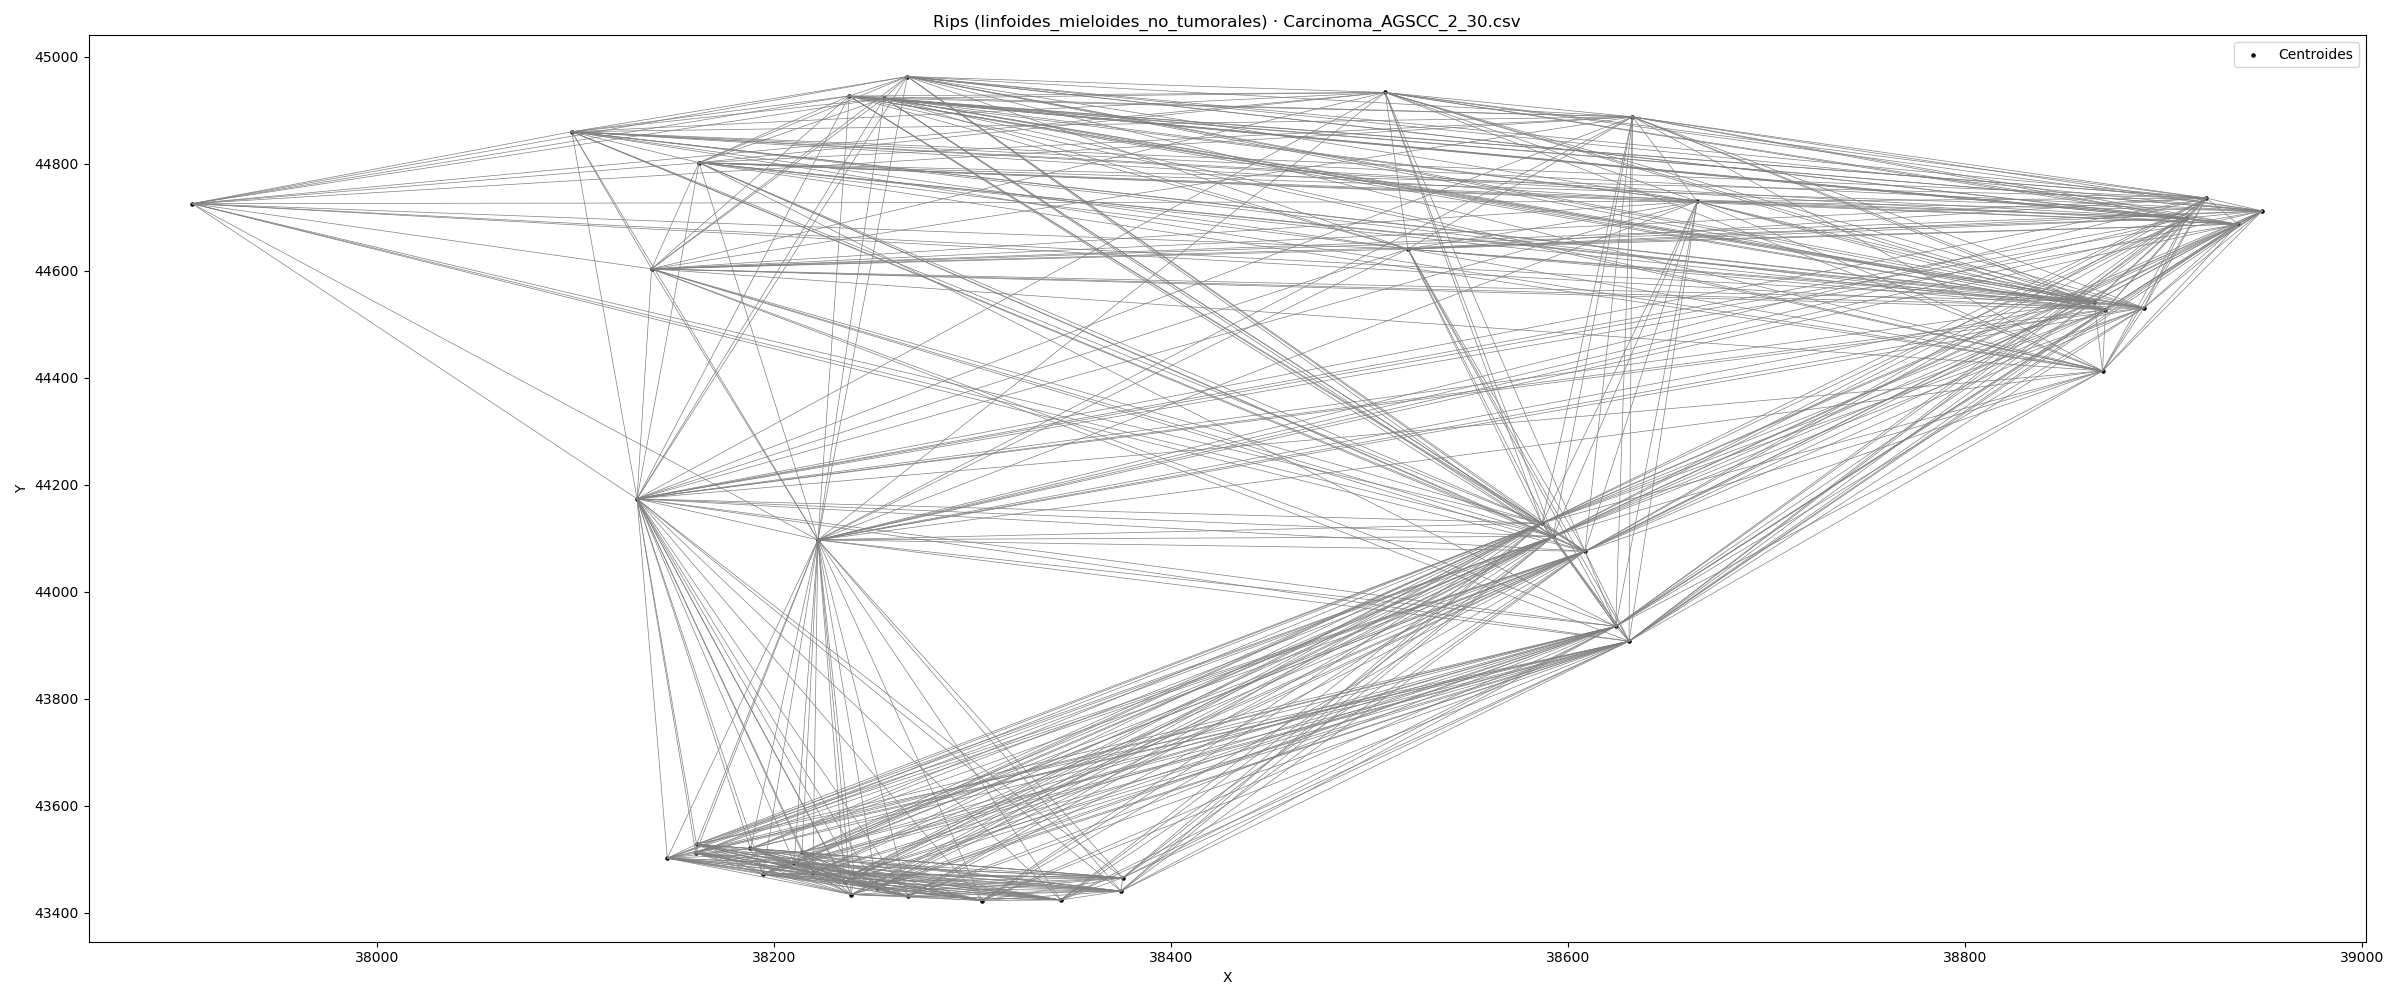 Rips (linfoides_mieloides_no_tumorales) · Carcinoma_AGSCC_2_30.csv
Centroides
45000
44800
44600
44400
44200
44000
43800
43600
43400
Y
38000 38200 38400 38600 38800 39000
X